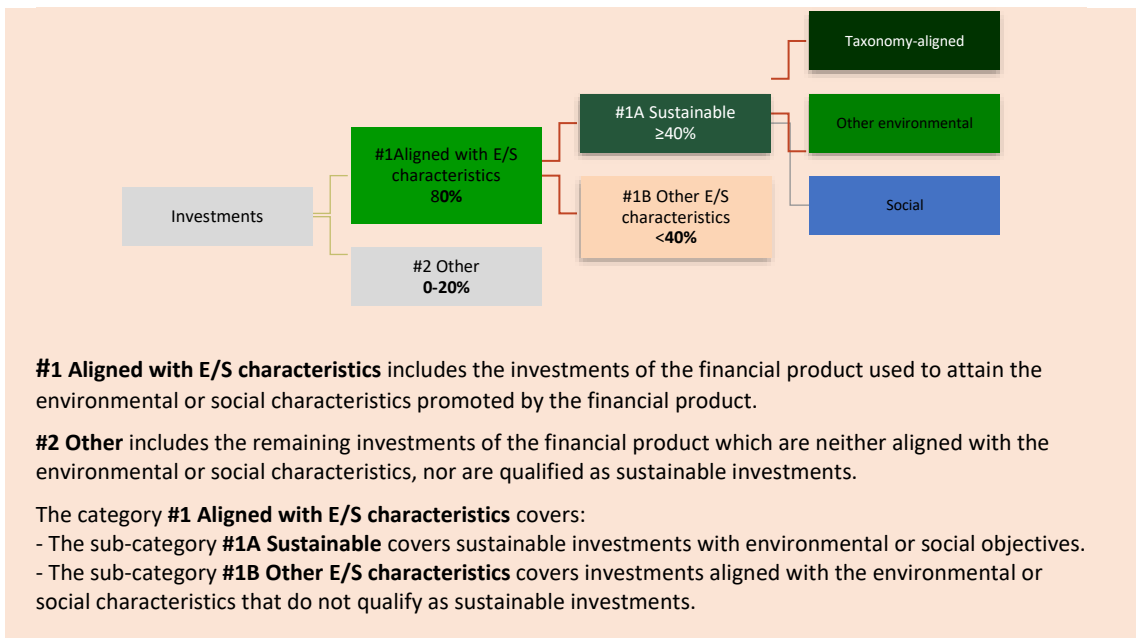 Taxonomy-aligned
#1A Sustainable
≥40%
Other environmental
#1Aligned with E/S
characteristics
80%
#1B Other E/S
characteristics
<40%
Investments
Social
#2 Other
0-20%
#1 Aligned with E/S characteristics includes the investments of the financial product used to attain the
environmental or social characteristics promoted by the financial product.
#2 Other includes the remaining investments of the financial product which are neither aligned with the
environmental or social characteristics, nor are qualified as sustainable investments.
The category #1 Aligned with E/S characteristics covers:
- The sub-category #1A Sustainable covers sustainable investments with environmental or social objectives.
- The sub-category #1B Other E/S characteristics covers investments aligned with the environmental or
social characteristics that do not qualify as sustainable investments.